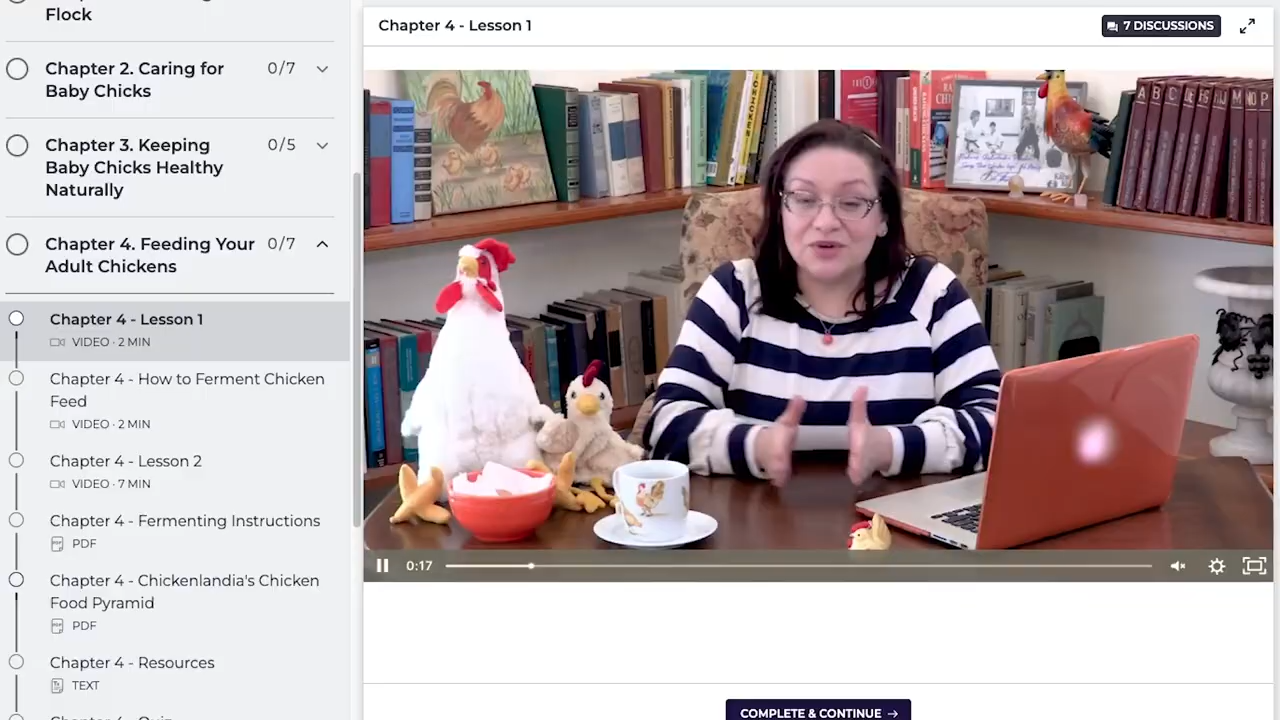 Flock
Chapter 2. Caring for
Baby Chicks
0/7
Chapter 3. Keeping
Baby Chicks Healthy
Naturally
0/5
Chapter 4. Feeding Your
Adult Chickens
0/7
Chapter 4 - Lesson 1
VIDEO · 2 MIN
Chapter 4 - How to Ferment Chicken
Feed
VIDEO · 2 MIN
Chapter 4 - Lesson 2
VIDEO · 7 MIN
Chapter 4 - Fermenting Instructions
PDF
Chapter 4 - Chickenlandia's Chicken
Food Pyramid
PDF
Chapter 4 - Resources
TEXT
Chapter 4 - Quiz
Chapter 4 - Lesson 1
7 DISCUSSIONS
CHICKEN
A B C
M N O P
0:17
COMPLETE & CONTINUE →